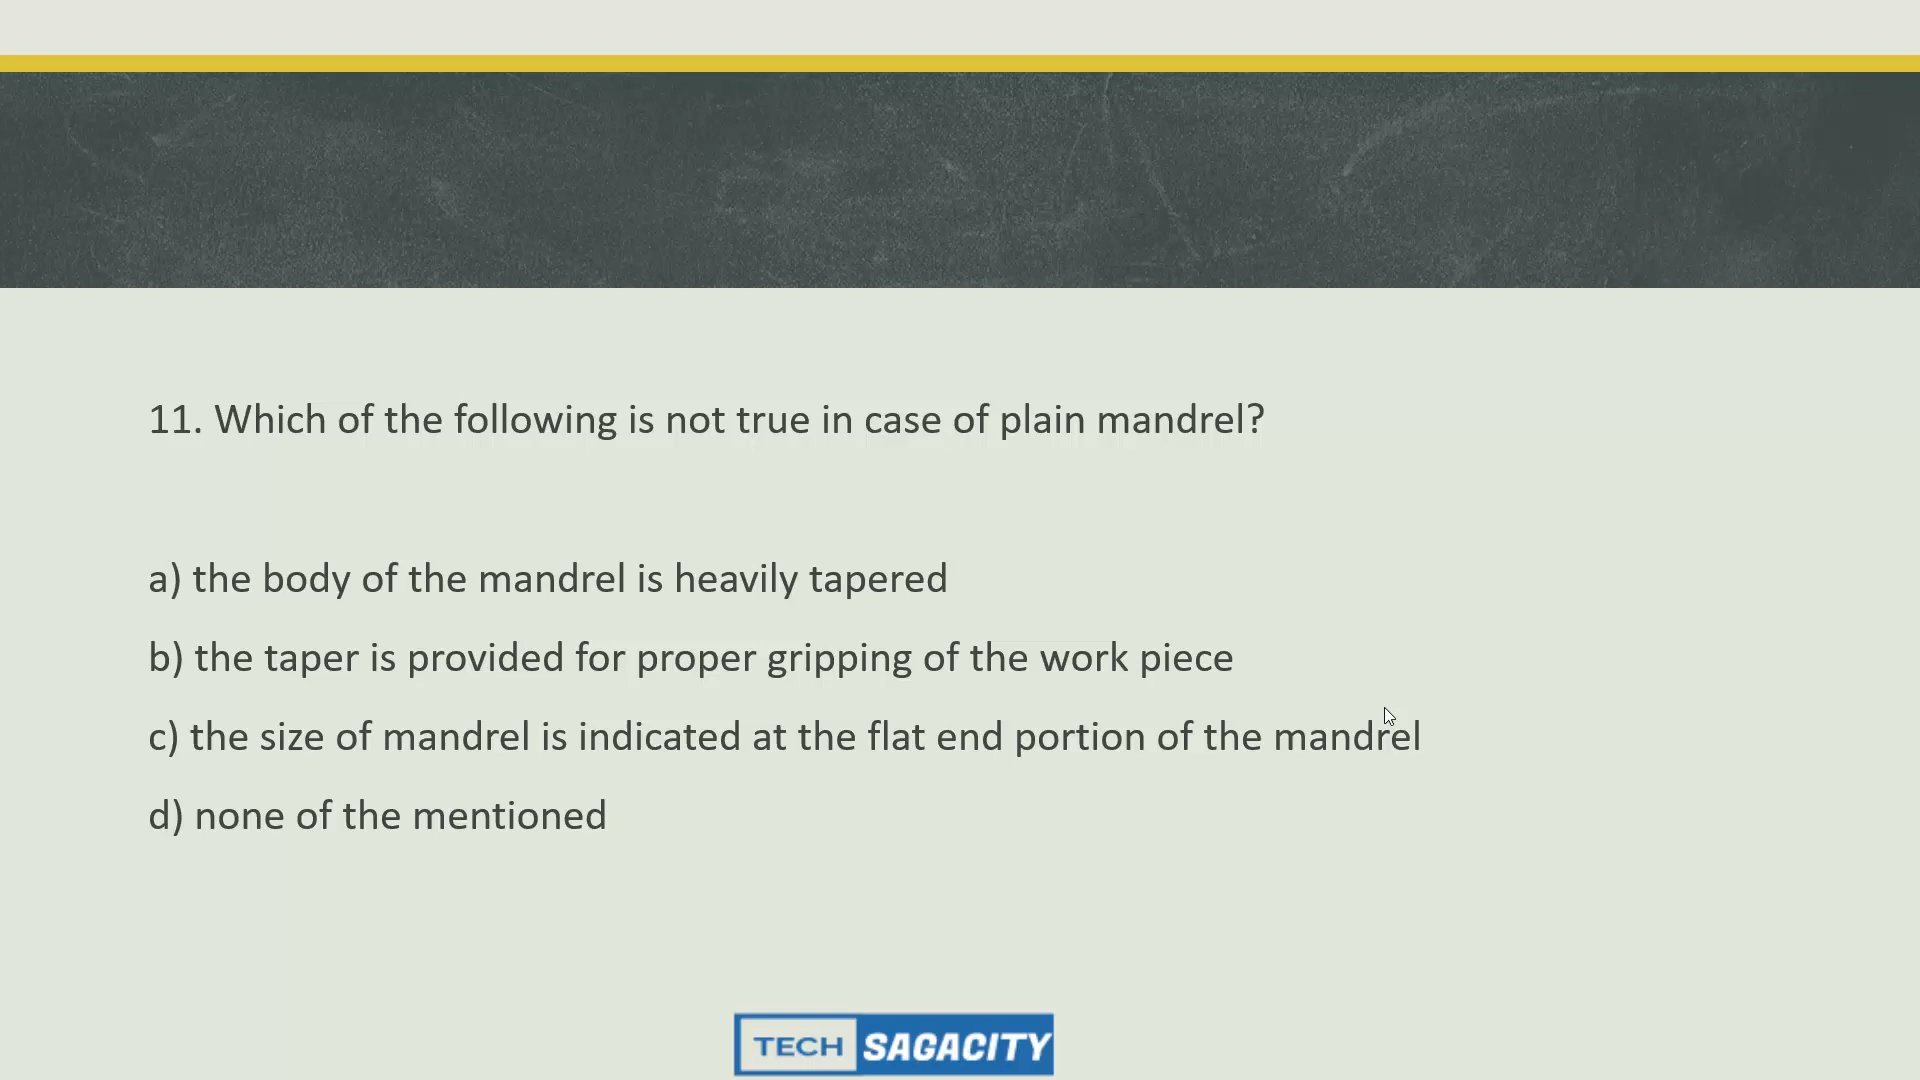 11. Which of the following is not true in case of plain mandrel?
a) the body of the mandrel is heavily tapered
b) the taper is provided for proper gripping of the work piece
c) the size of mandrel is indicated at the flat end portion of the mandrel
d) none of the mentioned
TECH SAGACITY